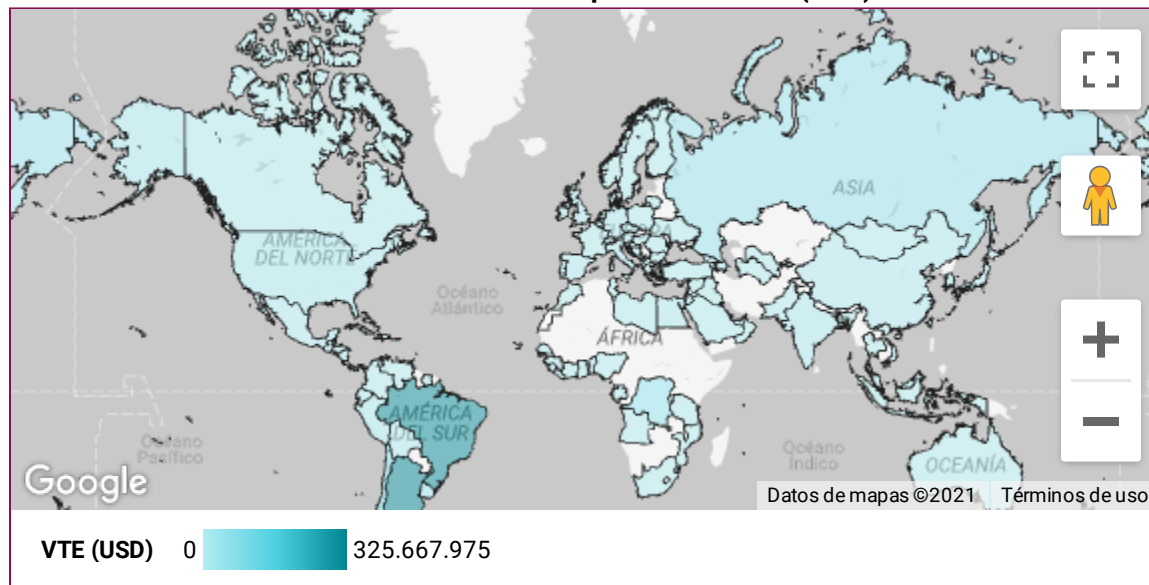 ASIA
AMÉRICA
DEL NORTE
EUROPA
Océano
Atlántico
ÁFRICA
AMÉRICA
DEL SUR
Océano
Pacífico
Océano
Índico
OCEANÍA
Google
Datos de mapas ©2021 Términos de uso
VTE (USD) 0 325.667.975